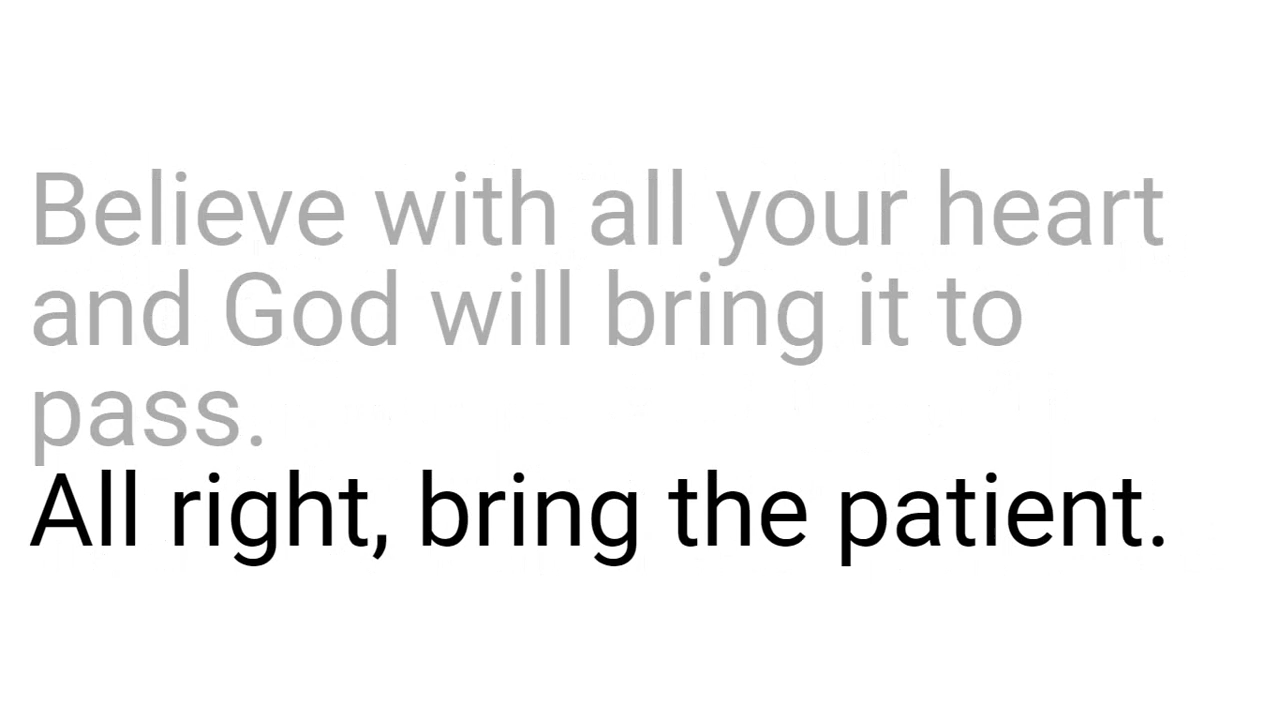 Believe with all your heart
and God will bring it to
pass.
All right, bring the patient.